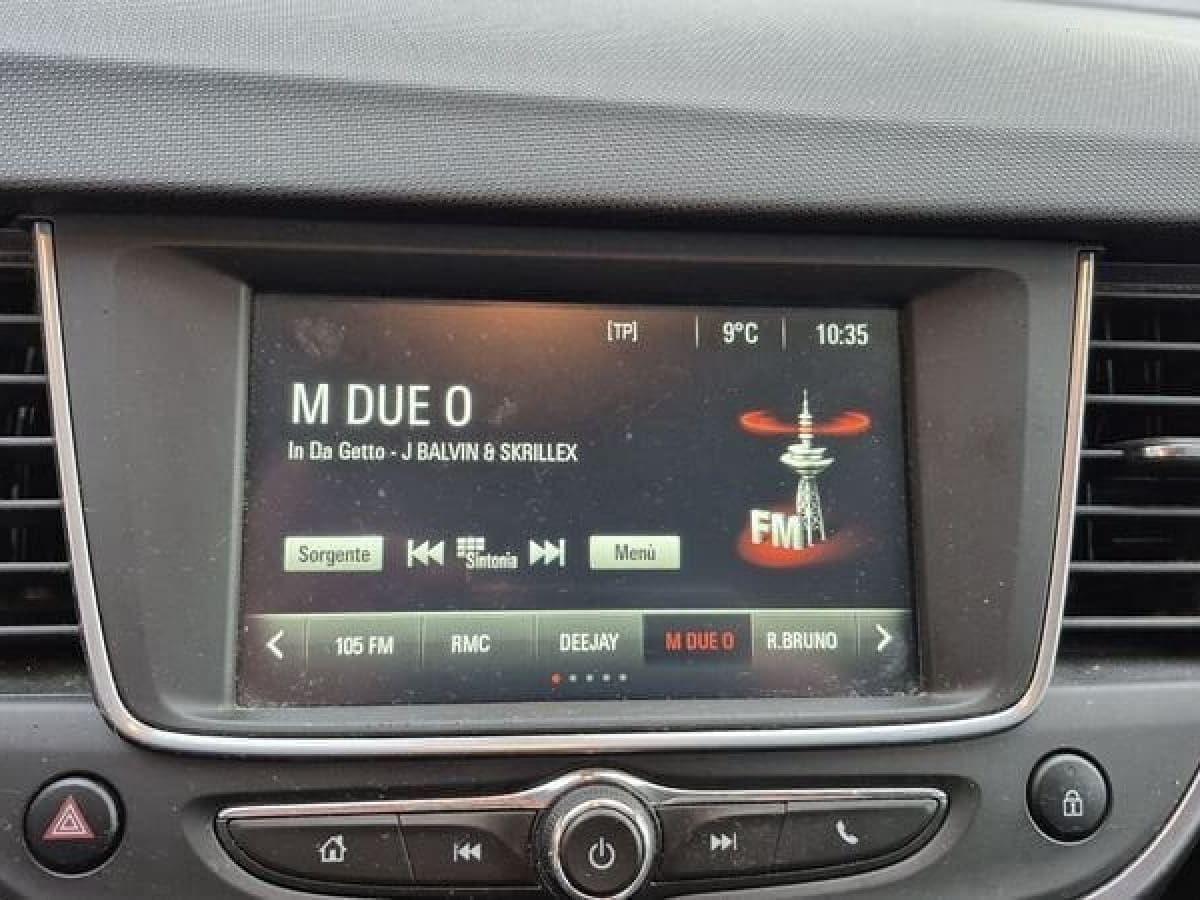 [TP] 9°C 10:35
M DUE O
In Da Getto - J BALVIN & SKRILLEX
FM
Sorgente Sintonia Menù
105 FM RMC DEEJAY M DUE O R.BRUNO